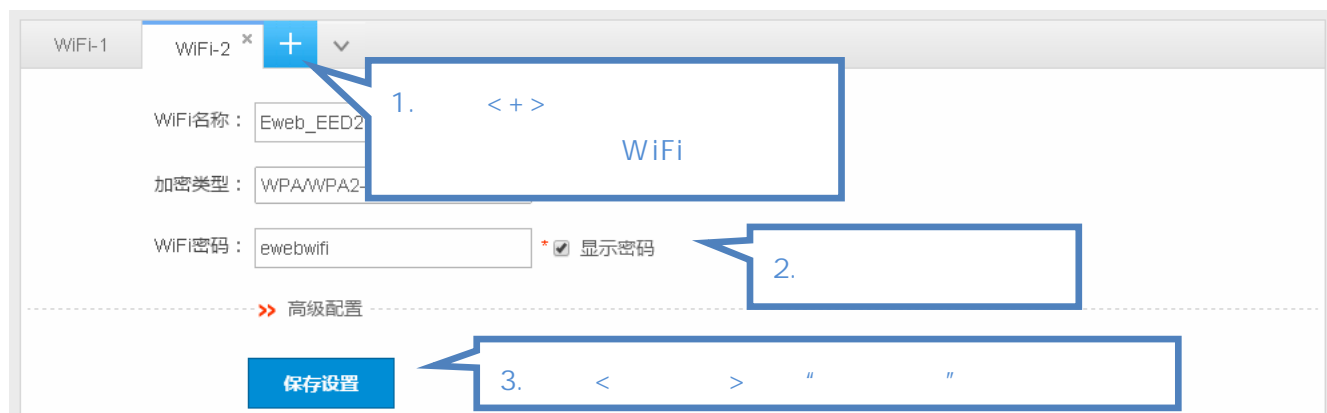 WiFi-1 WiFi-2 × +
1. <+>
WiFi名称： Eweb_EED2
WiFi
加密类型： WPA/WPA2-
WiFi密码： ewebwifi * 显示密码
2.
>> 高级配置
保存设置
3. < > “ ”